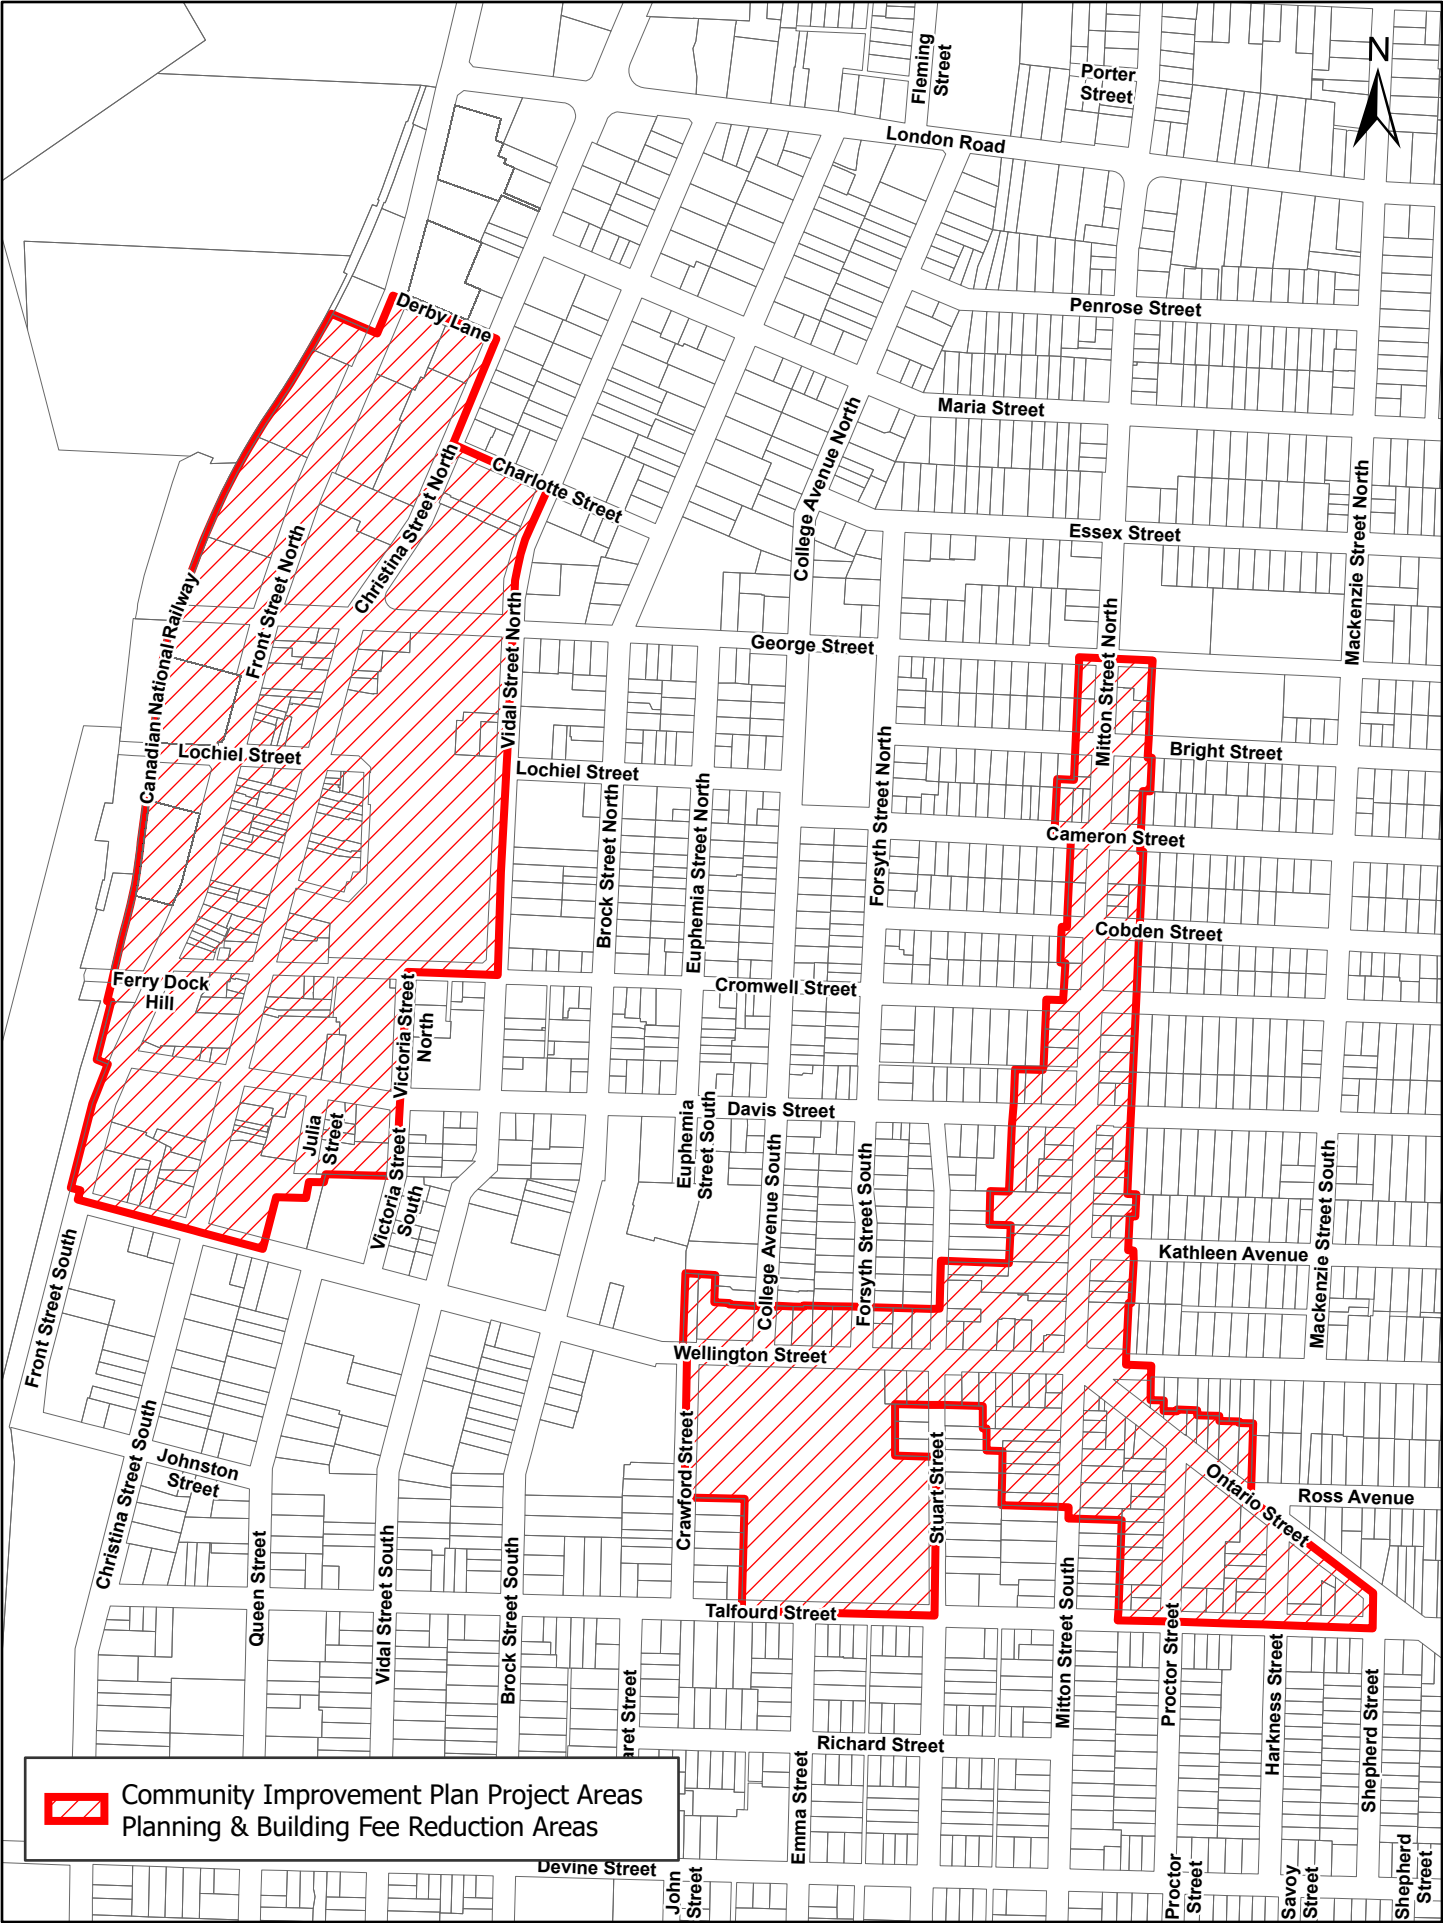 Fleming
Street
Porter
Street
N
London Road
Derby Lane
Penrose Street
Maria Street
College Avenue North
Charlotte Street
Christina Street North
Mackenzie Street North
Essex Street
Front Street North
Canadian National Railway
Vidal Street North
George Street
Mitton Street North
Bright Street
Lochiel Street
Lochiel Street
Forsyth Street North
Brock Street North
Euphemia Street North
Cameron Street
Cobden Street
Ferry Dock
Hill
Victoria Street
North
Cromwell Street
Davis Street
Euphemia
Street South
Julia
Street
Victoria Street
South
College Avenue South
Forsyth Street South
Mackenzie Street South
Kathleen Avenue
Front Street South
Wellington Street
Christina Street South
Johnston
Street
Crawford Street
Stuart Street
Ontario Street
Ross Avenue
Queen Street
Vidal Street South
Brock Street South
Talfourd Street
Mitton Street South
Proctor Street
Harkness Street
Shepherd Street
aret Street
Richard Street
Emma Street
Community Improvement Plan Project Areas
Planning & Building Fee Reduction Areas
Devine Street
John
Street
Proctor
Street
Savoy
Street
Shepherd
Street